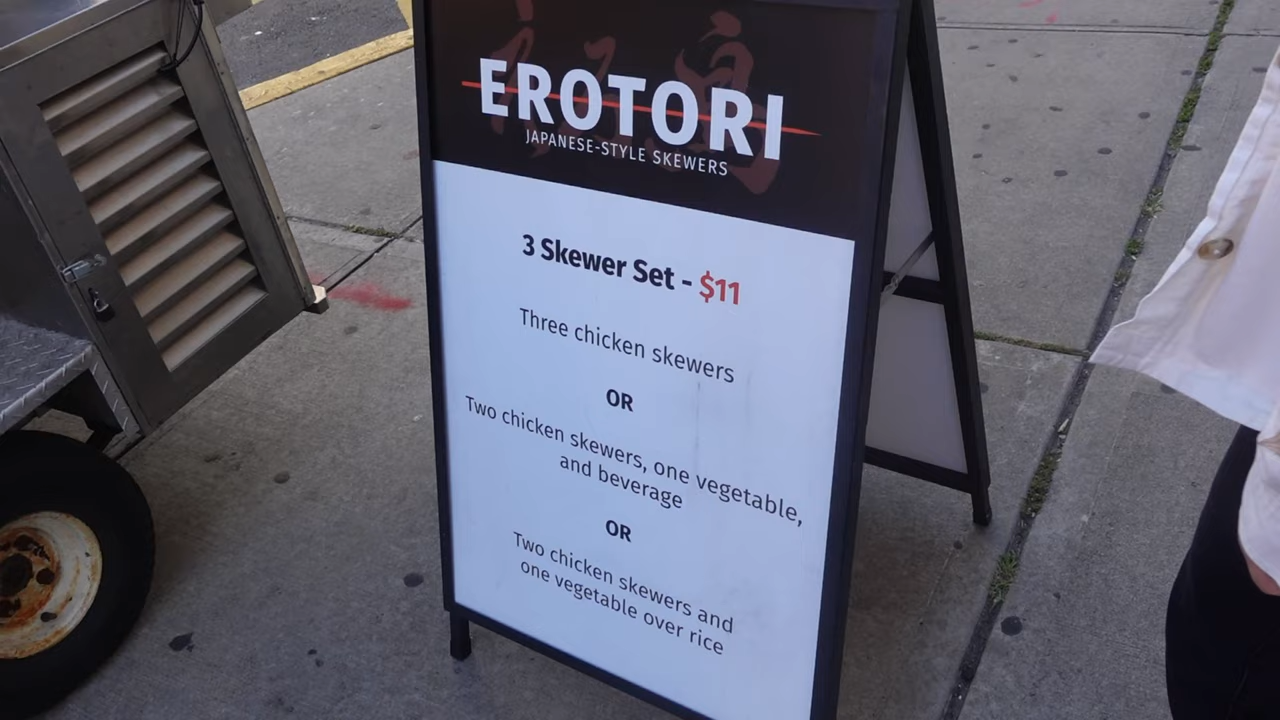 EROTORI
JAPANESE-STYLE SKEWERS
3 Skewer Set - $11
Three chicken skewers
OR
Two chicken skewers, one vegetable,
and beverage
OR
Two chicken skewers and
one vegetable over rice